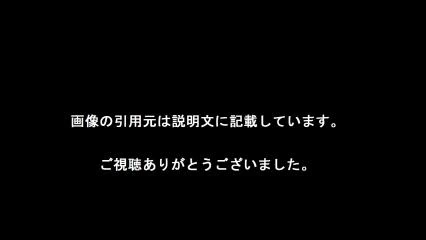 画像の引用元は説明文に記載しています。
ご視聴ありがとうございました。